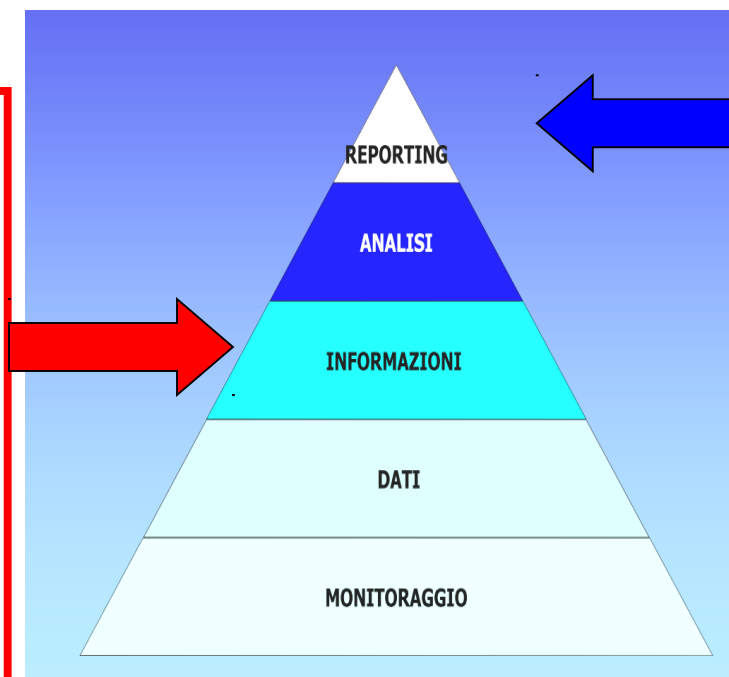 REPORTING
ANALISI
INFORMAZIONI
DATI
MONITORAGGIO